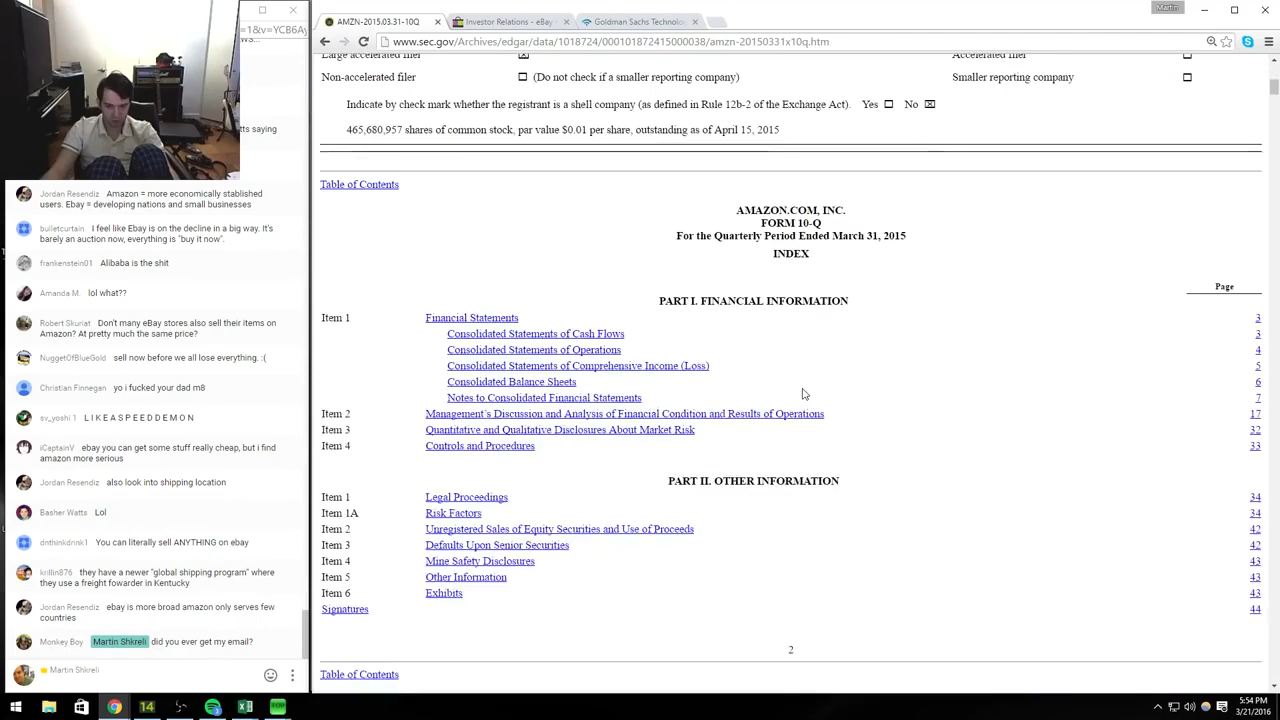 Martin
AMZN-2015.03.31-10Q
Investor Relations - eBay
Goldman Sachs Technolo
=1&v=YCB6Ay
www.sec.gov/Archives/edgar/data/1018724/000101872415000038/amzn-20150331x10q.htm
Large accelerated filer ☒ Accelerated filer ☐
Non-accelerated filer ☐ (Do not check if a smaller reporting company) Smaller reporting company ☐
Indicate by check mark whether the registrant is a shell company (as defined in Rule 12b-2 of the Exchange Act). Yes ☐ No ☒
465,680,957 shares of common stock, par value $0.01 per share, outstanding as of April 15, 2015
Table of Contents
AMAZON.COM, INC.
FORM 10-Q
For the Quarterly Period Ended March 31, 2015
INDEX
Page
PART I. FINANCIAL INFORMATION
Item 1 Financial Statements 3
Consolidated Statements of Cash Flows 3
Consolidated Statements of Operations 4
Consolidated Statements of Comprehensive Income (Loss) 5
Consolidated Balance Sheets 6
Notes to Consolidated Financial Statements 7
Item 2 Management's Discussion and Analysis of Financial Condition and Results of Operations 17
Item 3 Quantitative and Qualitative Disclosures About Market Risk 32
Item 4 Controls and Procedures 33
PART II. OTHER INFORMATION
Item 1 Legal Proceedings 34
Item 1A Risk Factors 34
Item 2 Unregistered Sales of Equity Securities and Use of Proceeds 42
Item 3 Defaults Upon Senior Securities 42
Item 4 Mine Safety Disclosures 43
Item 5 Other Information 43
Item 6 Exhibits 43
Signatures 44
2
Table of Contents
tts saying
Jordan Resendiz Amazon = more economically stablished
users. Ebay = developing nations and small businesses
bulletcurtain I feel like Ebay is on the decline in a big way. It's
barely an auction now, everything is "buy it now".
frankenstein01 Alibaba is the shit
Amanda M. lol what??
Robert Skuriat Don't many eBay stores also sell their items on
Amazon? At pretty much the same price?
NuggetOfBlueGold sell now before we all lose everything. :(
Christian Finnegan yo i fucked your dad m8
sv_yoshi 1 L I K E A S P E E D D E M O N
iCaptainV ebay you can get some stuff really cheap, but i find
amazon more serious
Jordan Resendiz also look into shipping location
Basher Watts Lol
dnthinkdrink1 You can literally sell ANYTHING on ebay
krillin876 they have a newer "global shipping program" where
they use a freight fowarder in Kentucky
Jordan Resendiz ebay is more broad amazon only serves few
countries
Monkey Boy Martin Shkreli did you ever get my email?
Martin Shkreli
14
TOP
5:54 PM
3/21/2016